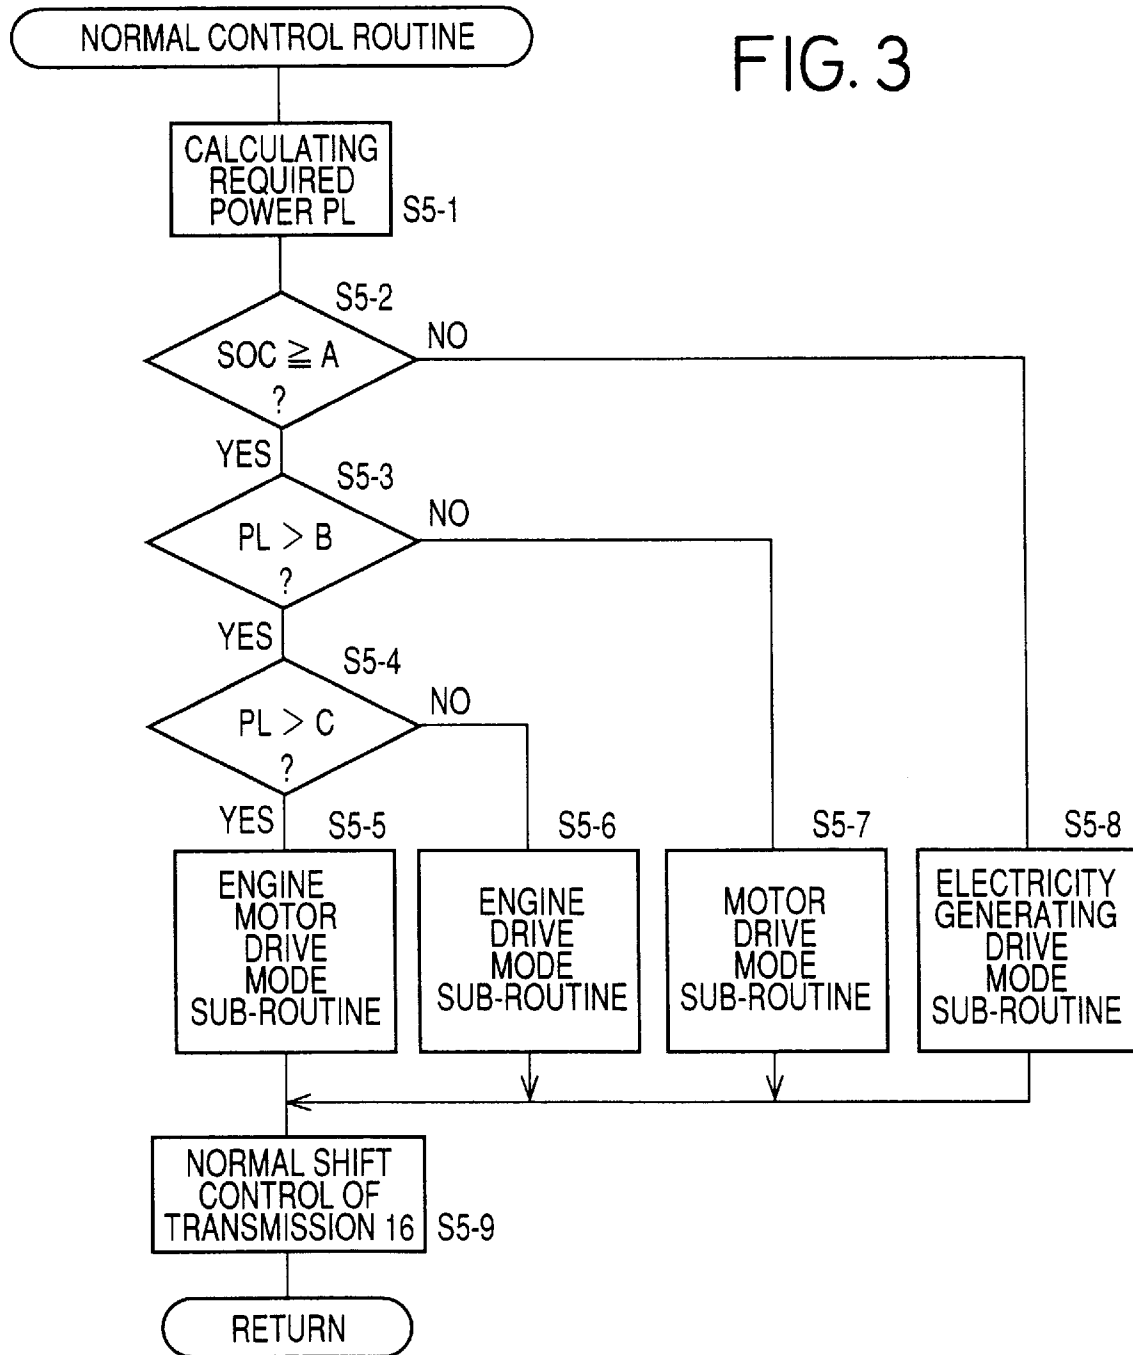 NORMAL CONTROL ROUTINE
FIG. 3
CALCULATING
REQUIRED
POWER PL
S5-1
S5-2
SOC ≧ A
?
NO
YES
S5-3
PL > B
?
NO
YES
S5-4
PL > C
?
NO
YES
S5-5
ENGINE
MOTOR
DRIVE
MODE
SUB-ROUTINE
S5-6
ENGINE
DRIVE
MODE
SUB-ROUTINE
S5-7
MOTOR
DRIVE
MODE
SUB-ROUTINE
S5-8
ELECTRICITY
GENERATING
DRIVE
MODE
SUB-ROUTINE
NORMAL SHIFT
CONTROL OF
TRANSMISSION 16
S5-9
RETURN